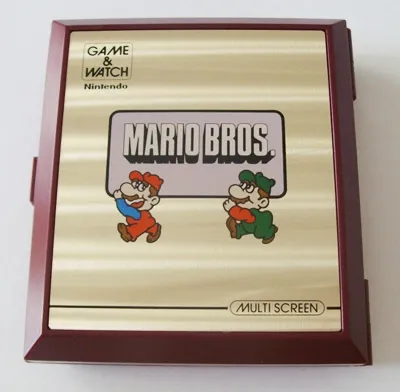 GAME
&
WATCH
Nintendo
MARIO BROS.
MULTI SCREEN